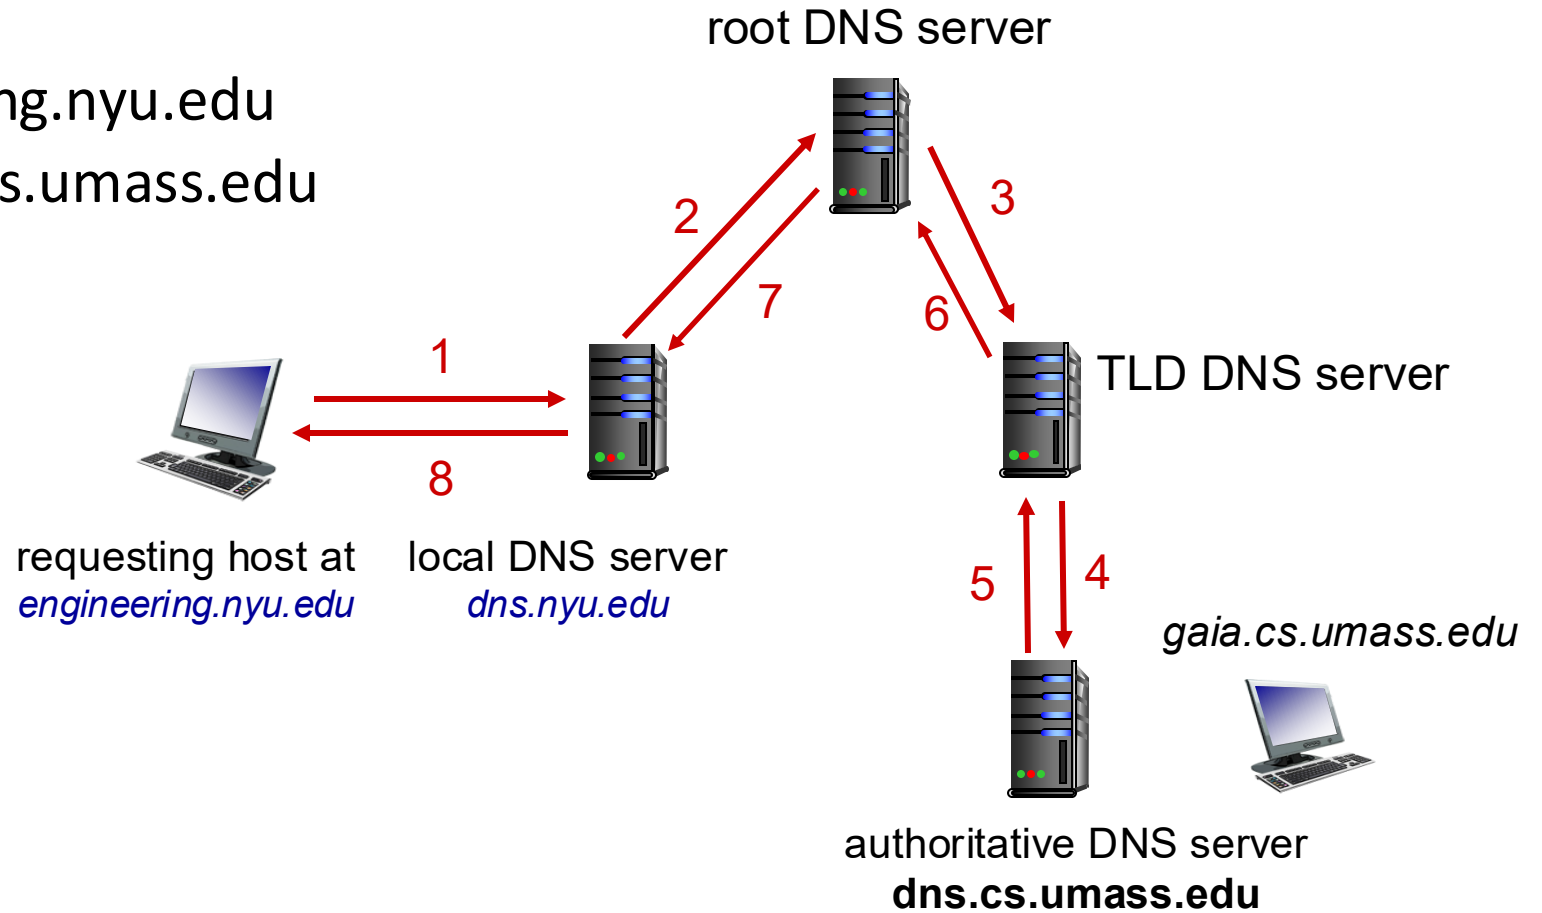 root DNS server
ng.nyu.edu
s.umass.edu
2
3
7
6
1
TLD DNS server
8
requesting host at
engineering.nyu.edu
local DNS server
dns.nyu.edu
5
4
gaia.cs.umass.edu
authoritative DNS server
dns.cs.umass.edu